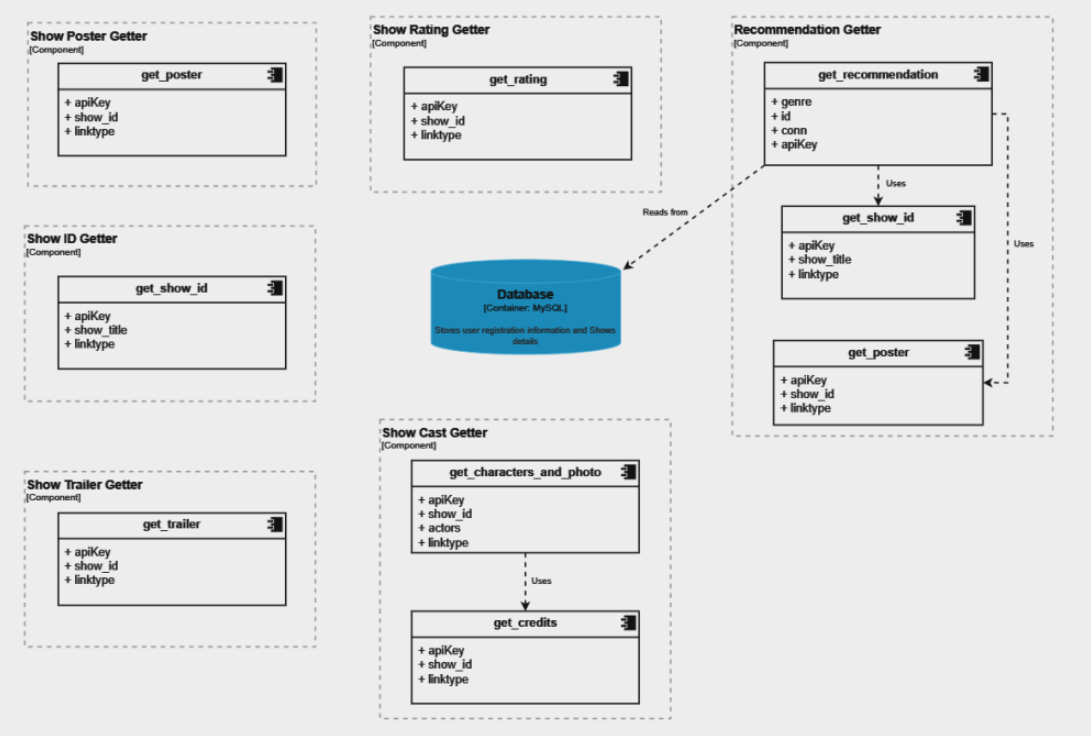 Show Poster Getter
[Component]
get_poster
+ apiKey
+ show_id
+ linktype
Show Rating Getter
[Component]
get_rating
+ apiKey
+ show_id
+ linktype
Recommendation Getter
[Component]
get_recommendation
+ genre
+ id
+ conn
+ apiKey
Uses
Uses
Reads from
get_show_id
+ apiKey
+ show_title
+ linktype
get_poster
+ apiKey
+ show_id
+ linktype
Show ID Getter
[Component]
get_show_id
+ apiKey
+ show_title
+ linktype
Database
[Container: MySQL]
Stores user registration information and Shows
details
Show Cast Getter
[Component]
get_characters_and_photo
+ apiKey
+ show_id
+ actors
+ linktype
Uses
get_credits
+ apiKey
+ show_id
+ linktype
Show Trailer Getter
[Component]
get_trailer
+ apiKey
+ show_id
+ linktype